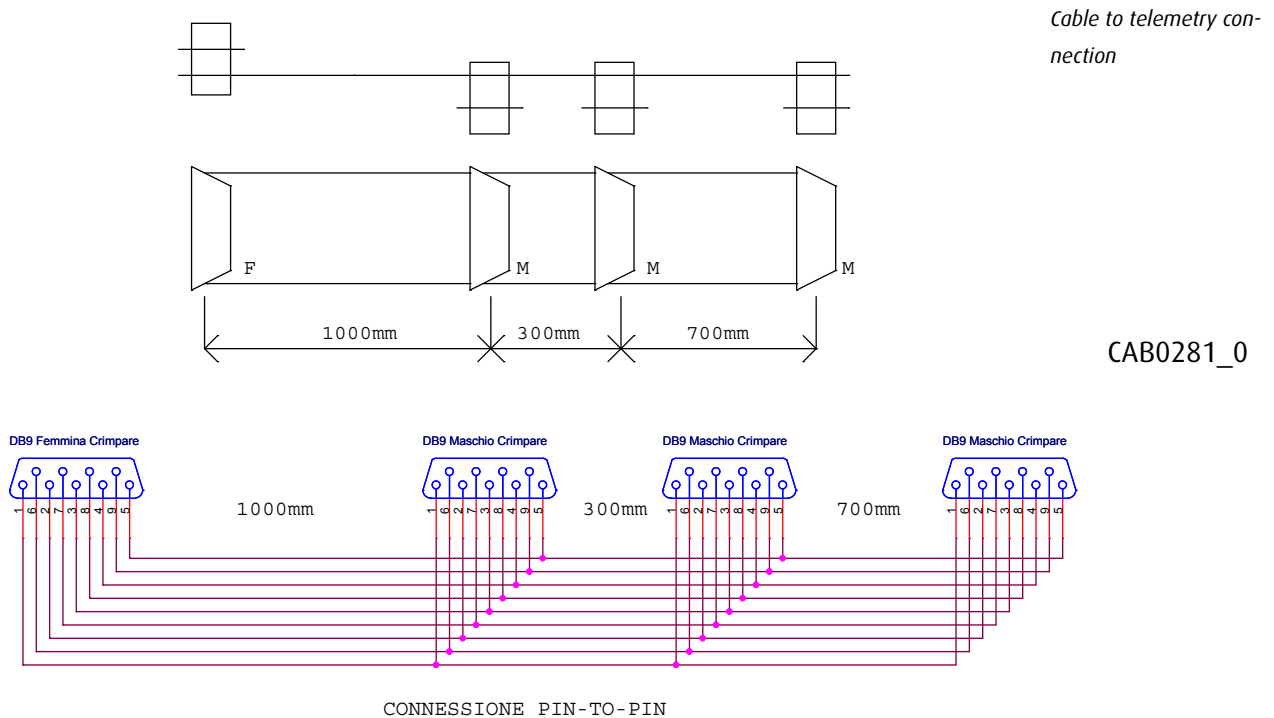 Cable to telemetry con-
nection
F
M
M
M
1000mm
300mm
700mm
CAB0281_0
DB9 Femmina Crimpare
DB9 Maschio Crimpare
DB9 Maschio Crimpare
DB9 Maschio Crimpare
1000mm
300mm
700mm
1 6 2 7 3 8 4 9 5
1 6 2 7 3 8 4 9 5
1 6 2 7 3 8 4 9 5
1 6 2 7 3 8 4 9 5
CONNESSIONE PIN-TO-PIN